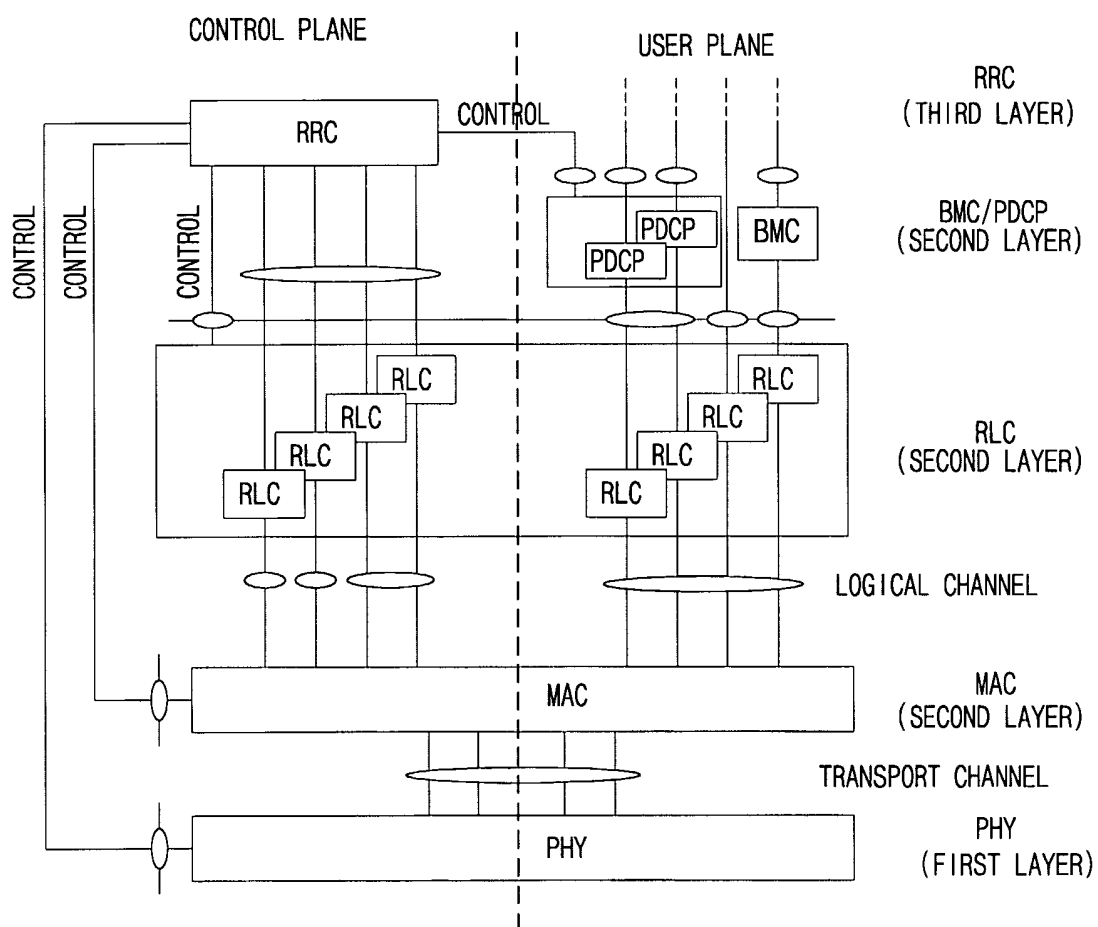 CONTROL PLANE
USER PLANE
RRC
(THIRD LAYER)
RRC
CONTROL
CONTROL
CONTROL
CONTROL
PDCP
PDCP
BMC
BMC/PDCP
(SECOND LAYER)
RLC
RLC
RLC
RLC
RLC
RLC
RLC
RLC
RLC
(SECOND LAYER)
LOGICAL CHANNEL
MAC
MAC
(SECOND LAYER)
TRANSPORT CHANNEL
PHY
PHY
(FIRST LAYER)